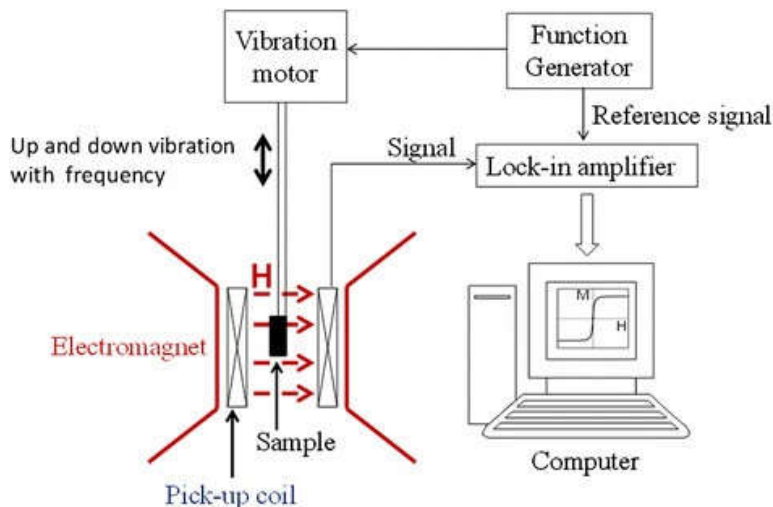 Vibration
motor
Function
Generator
Reference signal
Up and down vibration
with frequency
Signal
Lock-in amplifier
H
M
H
Electromagnet
Sample
Computer
Pick-up coil